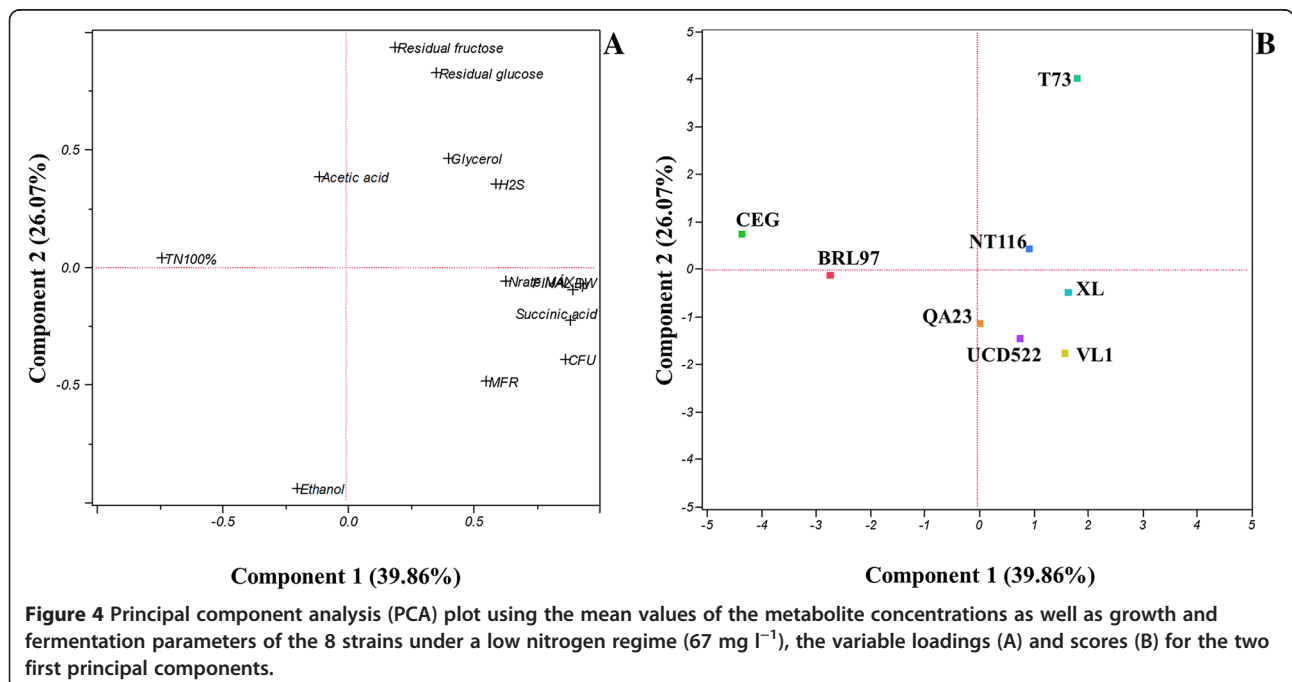 A
Residual fructose
Residual glucose
Glycerol
H2S
Acetic acid
TN100%
Succinic acid
CFU
MFR
Ethanol
0.5
0.0
-0.5
-0.5
0.0
0.5
Component 2 (26.07%)
Component 1 (39.86%)
B
T73
CEG
NT116
BRL97
XL
QA23
UCD522
VL1
5
4
3
2
1
0
-1
-2
-3
-4
-5
-5
-4
-3
-2
-1
0
1
2
3
4
5
Component 2 (26.07%)
Component 1 (39.86%)
Figure 4 Principal component analysis (PCA) plot using the mean values of the metabolite concentrations as well as growth and
fermentation parameters of the 8 strains under a low nitrogen regime (67 mg l⁻¹), the variable loadings (A) and scores (B) for the two
first principal components.